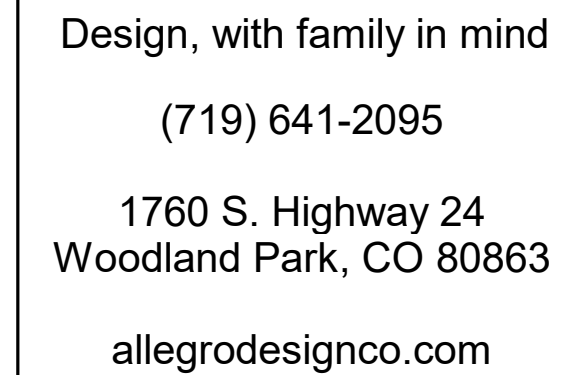 Design, with family in mind
(719) 641-2095
1760 S. Highway 24
Woodland Park, CO 80863
allegrodesignco.com